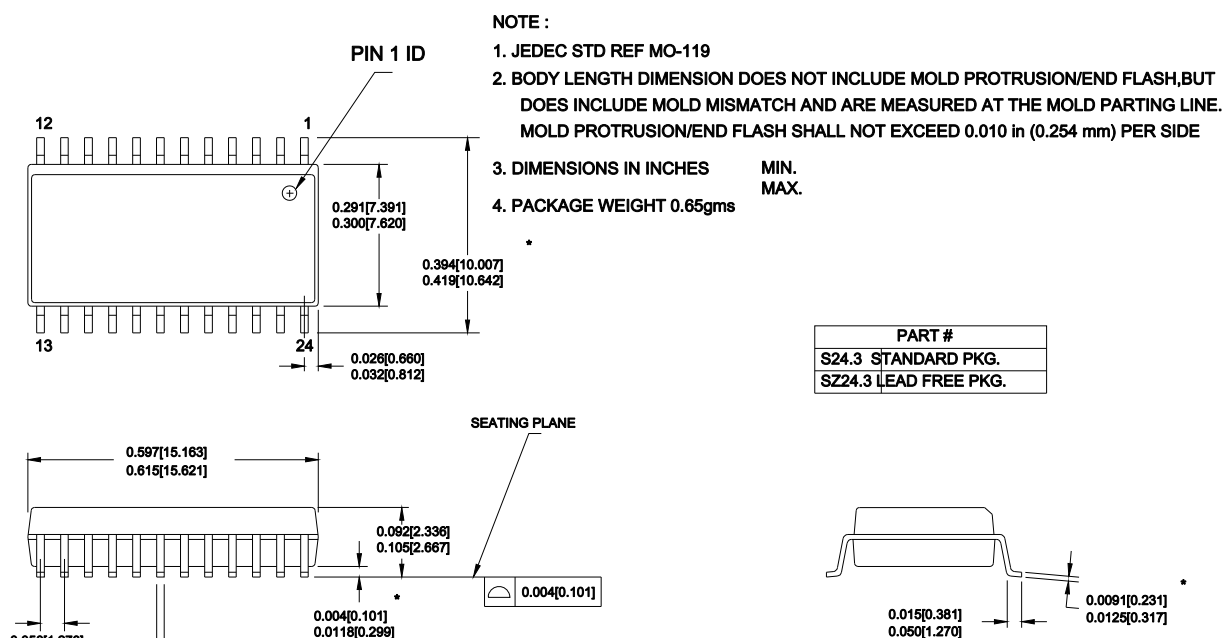 NOTE :
1. JEDEC STD REF MO-119
2. BODY LENGTH DIMENSION DOES NOT INCLUDE MOLD PROTRUSION/END FLASH,BUT
DOES INCLUDE MOLD MISMATCH AND ARE MEASURED AT THE MOLD PARTING LINE.
MOLD PROTRUSION/END FLASH SHALL NOT EXCEED 0.010 in (0.254 mm) PER SIDE
3. DIMENSIONS IN INCHES MIN.
MAX.
4. PACKAGE WEIGHT 0.65gms
*
PIN 1 ID
12 1
0.291[7.391]
0.300[7.620]
0.394[10.007]
0.419[10.642]
13 24
0.026[0.660]
0.032[0.812]
PART #
S24.3 STANDARD PKG.
SZ24.3 LEAD FREE PKG.
SEATING PLANE
0.597[15.163]
0.615[15.621]
0.092[2.336]
0.105[2.667]
*
0.004[0.101]
0.004[0.101]
0.0118[0.299]
*
0.0091[0.231]
0.0125[0.317]
0.015[0.381]
0.050[1.270]